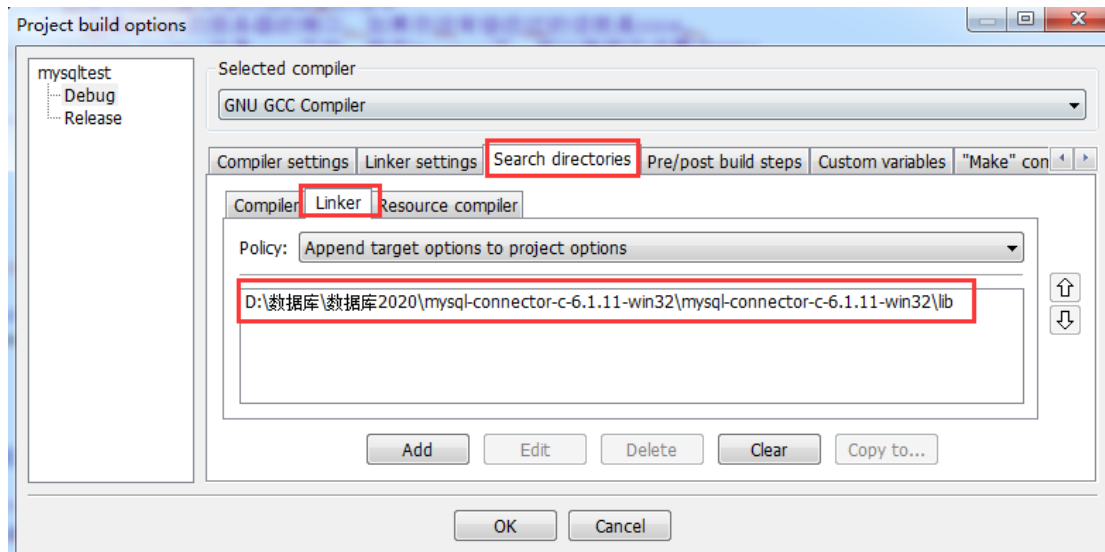 Project build options
mysqltest
Debug
Release
Selected compiler
GNU GCC Compiler
Compiler settings
Linker settings
Search directories
Pre/post build steps
Custom variables
"Make" con
Compiler
Linker
Resource compiler
Policy:
Append target options to project options
D:\数据库\数据库2020\mysql-connector-c-6.1.11-win32\mysql-connector-c-6.1.11-win32\lib
Add
Edit
Delete
Clear
Copy to...
OK
Cancel